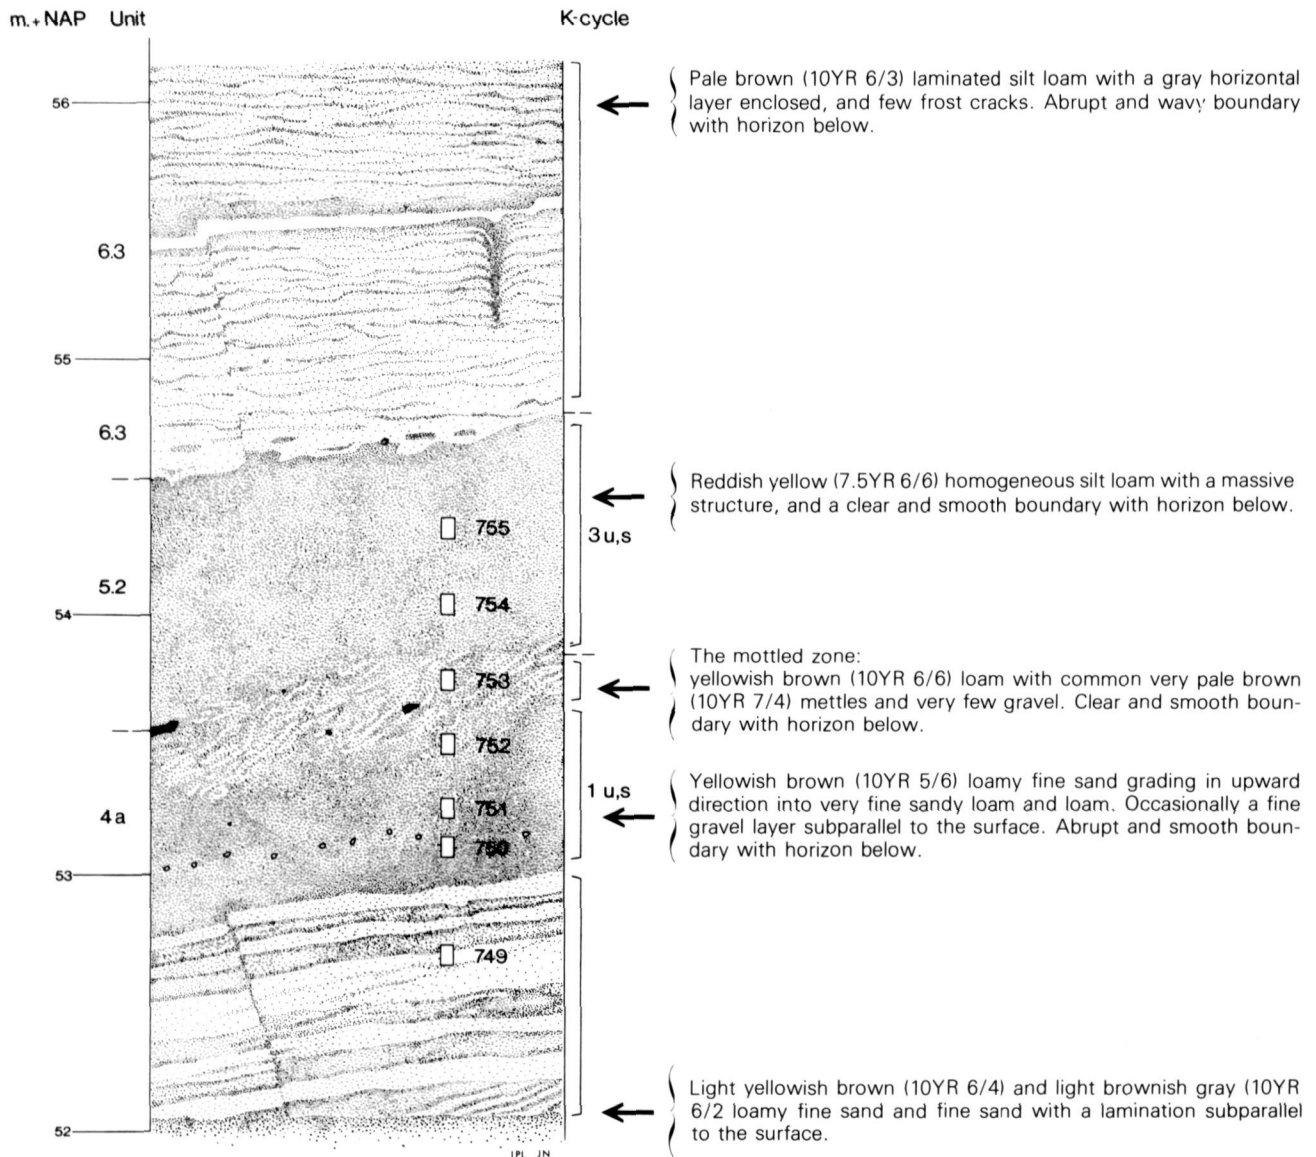 m.+NAP Unit K-cycle
56
Pale brown (10YR 6/3) laminated silt loam with a gray horizontal
layer enclosed, and few frost cracks. Abrupt and wavy boundary
with horizon below.
6.3
55
6.3
Reddish yellow (7.5YR 6/6) homogeneous silt loam with a massive
structure, and a clear and smooth boundary with horizon below.
755
3u,s
5.2
754
54
The mottled zone:
yellowish brown (10YR 6/6) loam with common very pale brown
(10YR 7/4) mettles and very few gravel. Clear and smooth boun-
dary with horizon below.
753
752
1 u,s
Yellowish brown (10YR 5/6) loamy fine sand grading in upward
direction into very fine sandy loam and loam. Occasionally a fine
gravel layer subparallel to the surface. Abrupt and smooth boun-
dary with horizon below.
751
4a
750
53
749
Light yellowish brown (10YR 6/4) and light brownish gray (10YR
6/2 loamy fine sand and fine sand with a lamination subparallel
to the surface.
52
IPL JN